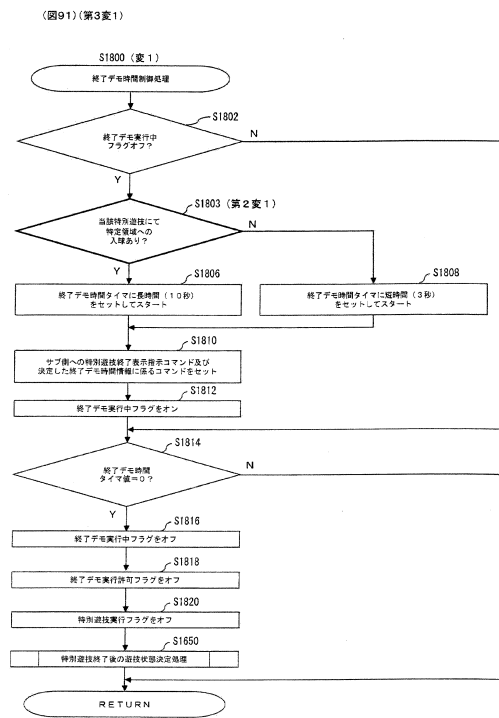 (図91)(第3変1)
S1800(変1)
終了デモ時間制御処理
S1802
終了デモ実行中
フラグオフ?
N
Y
S1803(第2変1)
当該特別遊技にて
特定領域への
入球あり?
N
Y
S1806
終了デモ時間タイマに長時間(10秒)
をセットしてスタート
S1808
終了デモ時間タイマに短時間(3秒)
をセットしてスタート
S1810
サブ側への特別遊技終了表示指示コマンド及び
決定した終了デモ時間情報に係るコマンドをセット
S1812
終了デモ実行中フラグをオン
S1814
終了デモ時間
タイマ値=0?
N
Y
S1816
終了デモ実行中フラグをオフ
S1818
終了デモ実行許可フラグをオフ
S1820
特別遊技実行フラグをオフ
S1650
特別遊技終了後の遊技状態決定処理
RETURN